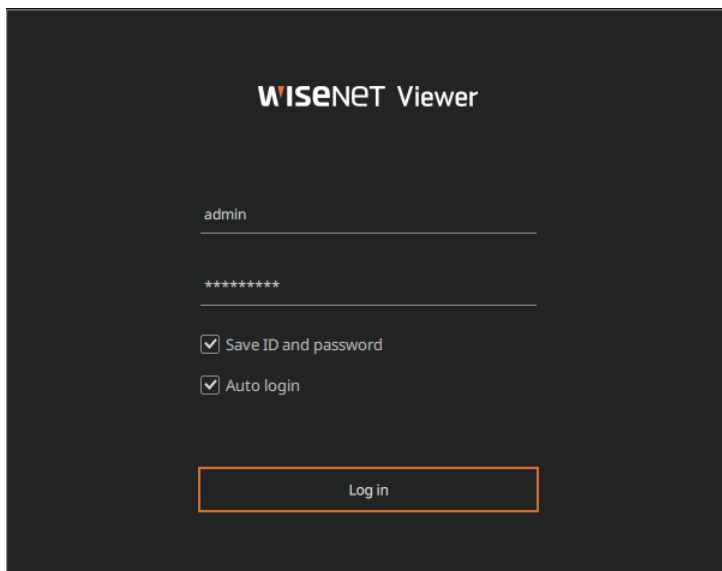 WISENET Viewer
admin
*********
Save ID and password
Auto login
Log in